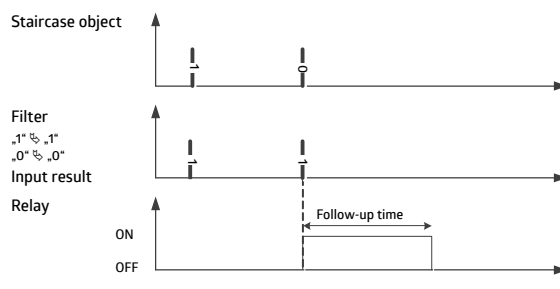 Staircase object
1
0
Filter
„1“ ⏎ „1“
„0“ ⏎ „0“
Input result
1
1
Relay
Follow-up time
ON
OFF